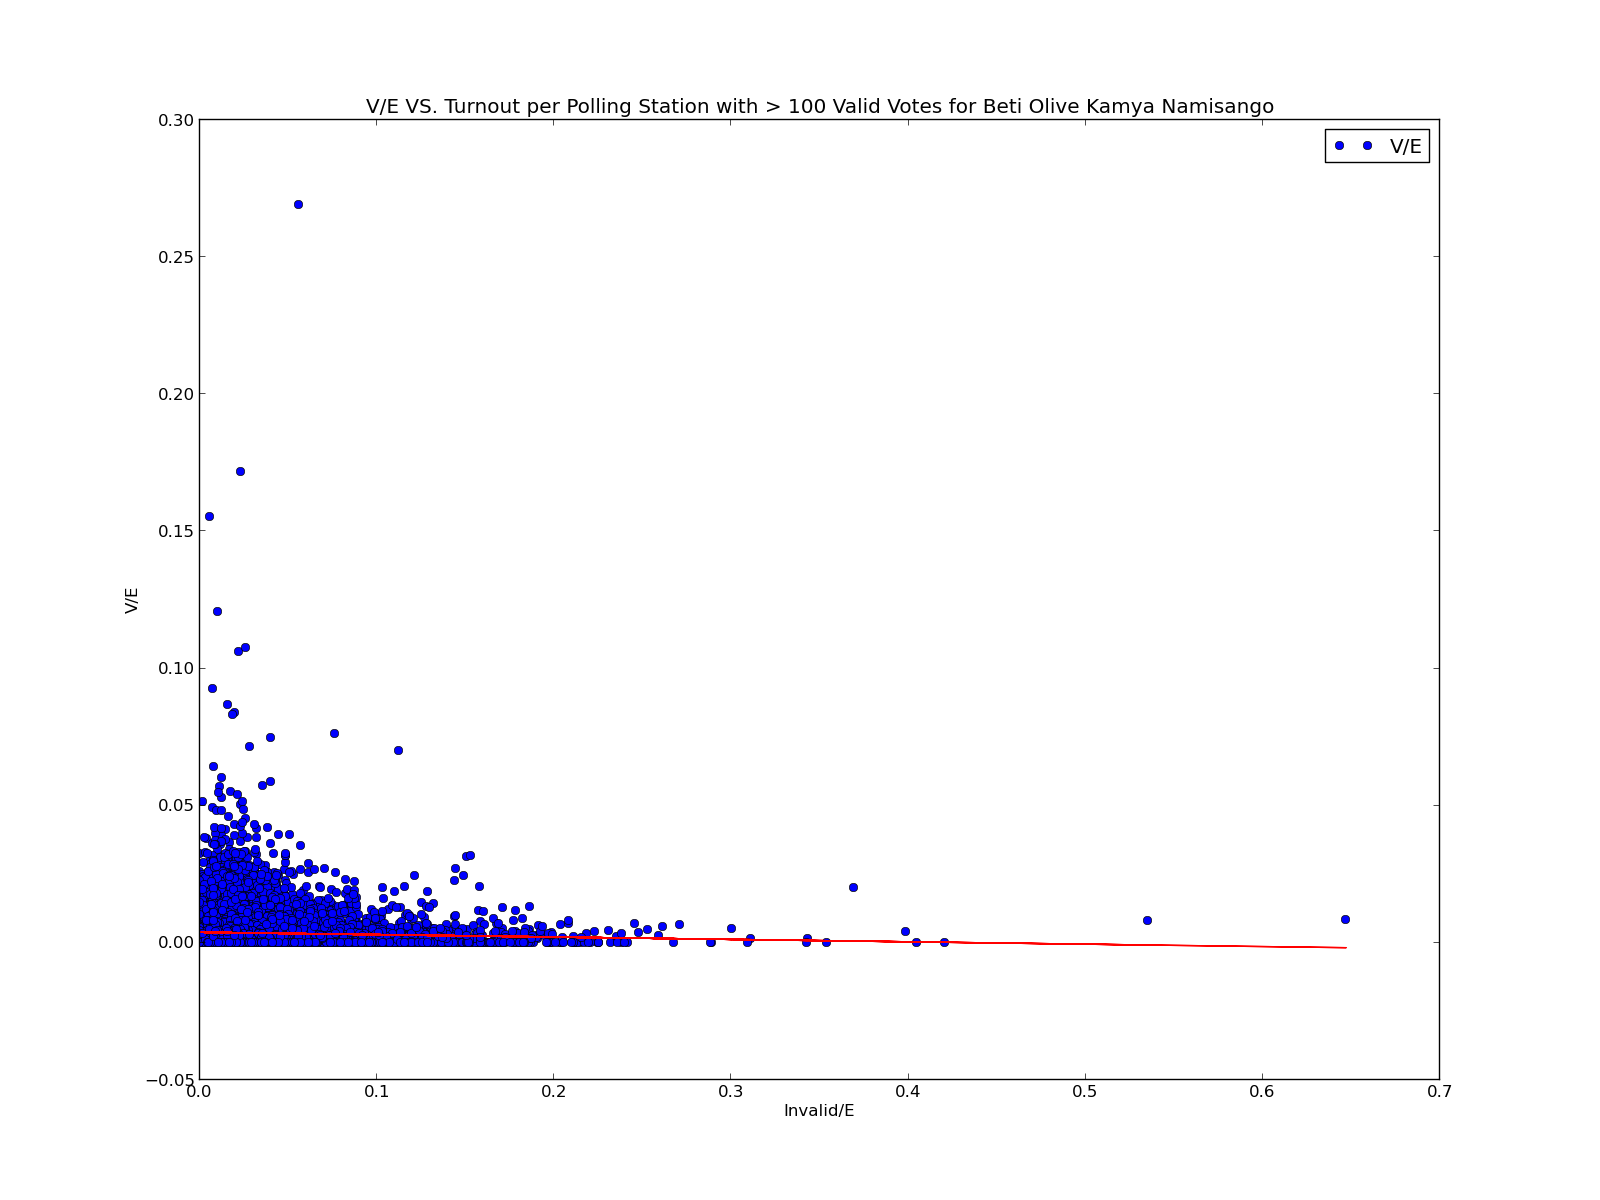 V/E VS. Turnout per Polling Station with > 100 Valid Votes for Beti Olive Kamya Namisango
V/E
0.30
0.25
0.20
0.15
0.10
0.05
0.00
−0.05
V/E
0.0 0.1 0.2 0.3 0.4 0.5 0.6 0.7
Invalid/E